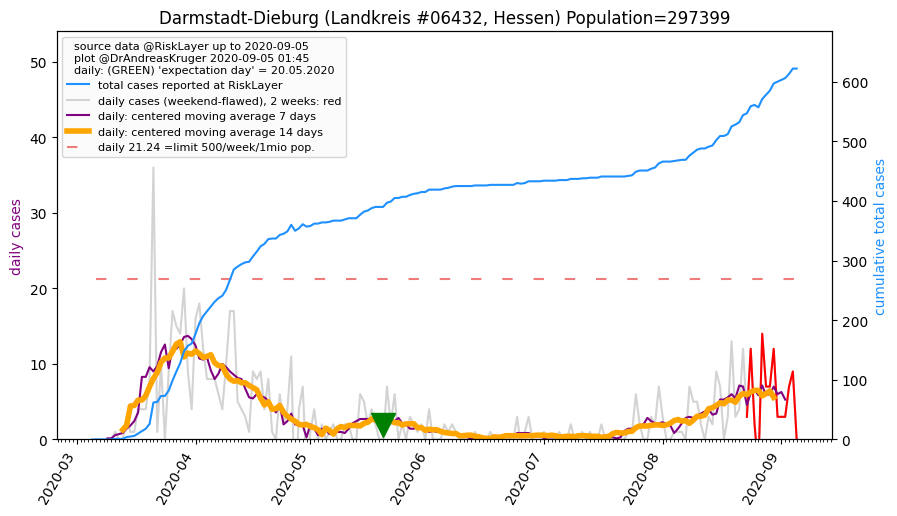 Darmstadt-Dieburg (Landkreis #06432, Hessen) Population=297399
source data @RiskLayer up to 2020-09-05
plot @DrAndreasKruger 2020-09-05 01:45
daily: (GREEN) 'expectation day' = 20.05.2020
total cases reported at RiskLayer
daily cases (weekend-flawed), 2 weeks: red
daily: centered moving average 7 days
daily: centered moving average 14 days
daily 21.24 =limit 500/week/1mio pop.
daily cases
50
40
30
20
10
0
cumulative total cases
600
500
400
300
200
100
0
2020-03
2020-04
2020-05
2020-06
2020-07
2020-08
2020-09